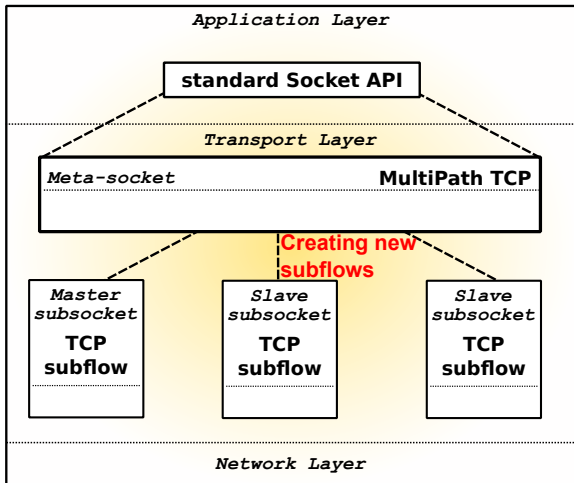 Application Layer
standard Socket API
Transport Layer
Meta-socket MultiPath TCP
Creating new
subflows
Master
subsocket
TCP
subflow
Slave
subsocket
TCP
subflow
Slave
subsocket
TCP
subflow
Network Layer